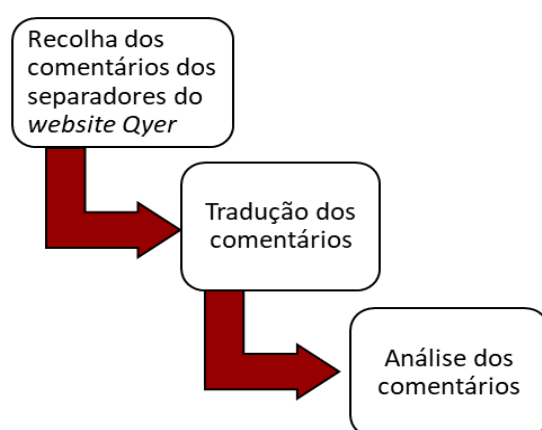 Recolha dos
comentários dos
separadores do
website Qyer
Tradução dos
comentários
Análise dos
comentários